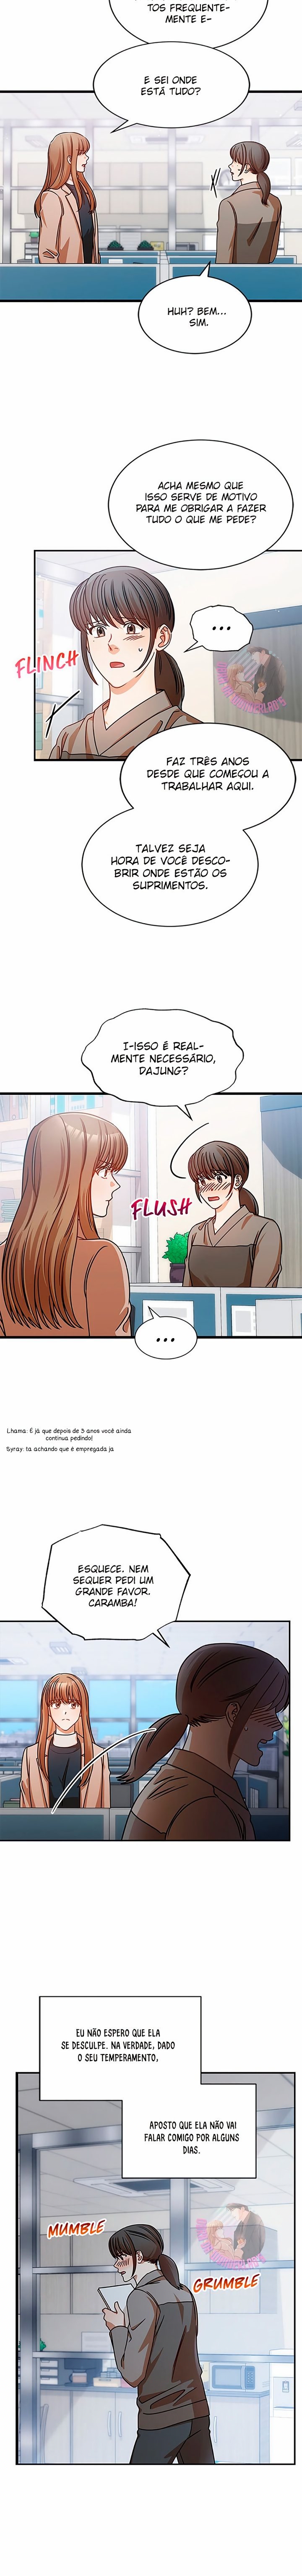 TOS FREQUENTE-
MENTE E-
E SEI ONDE
ESTÁ TUDO?
HUH? BEM...
SIM.
ACHA MESMO QUE
ISSO SERVE DE MOTIVO
PARA ME OBRIGAR A FAZER
TUDO O QUE ME PEDE?
...
FLINCH
FAZ TRÊS ANOS
DESDE QUE COMEÇOU A
TRABALHAR AQUI.
TALVEZ SEJA
HORA DE VOCÊ DESCO-
BRIR ONDE ESTÃO OS
SUPRIMENTOS.
I-ISSO É REAL-
MENTE NECESSÁRIO,
DAJUNG?
FLUSH
...
Lhama: É já que depois de 3 anos você ainda
continua pedindo!
Syray: ta achando que é empregada ja
ESQUECE. NEM
SEQUER PEDI UM
GRANDE FAVOR.
CARAMBA!
EU NÃO ESPERO QUE ELA
SE DESCULPE. NA VERDADE, DADO
O SEU TEMPERAMENTO,
APOSTO QUE ELA NÃO VAI
FALAR COMIGO POR ALGUNS
DIAS.
MUMBLE
GRUMBLE